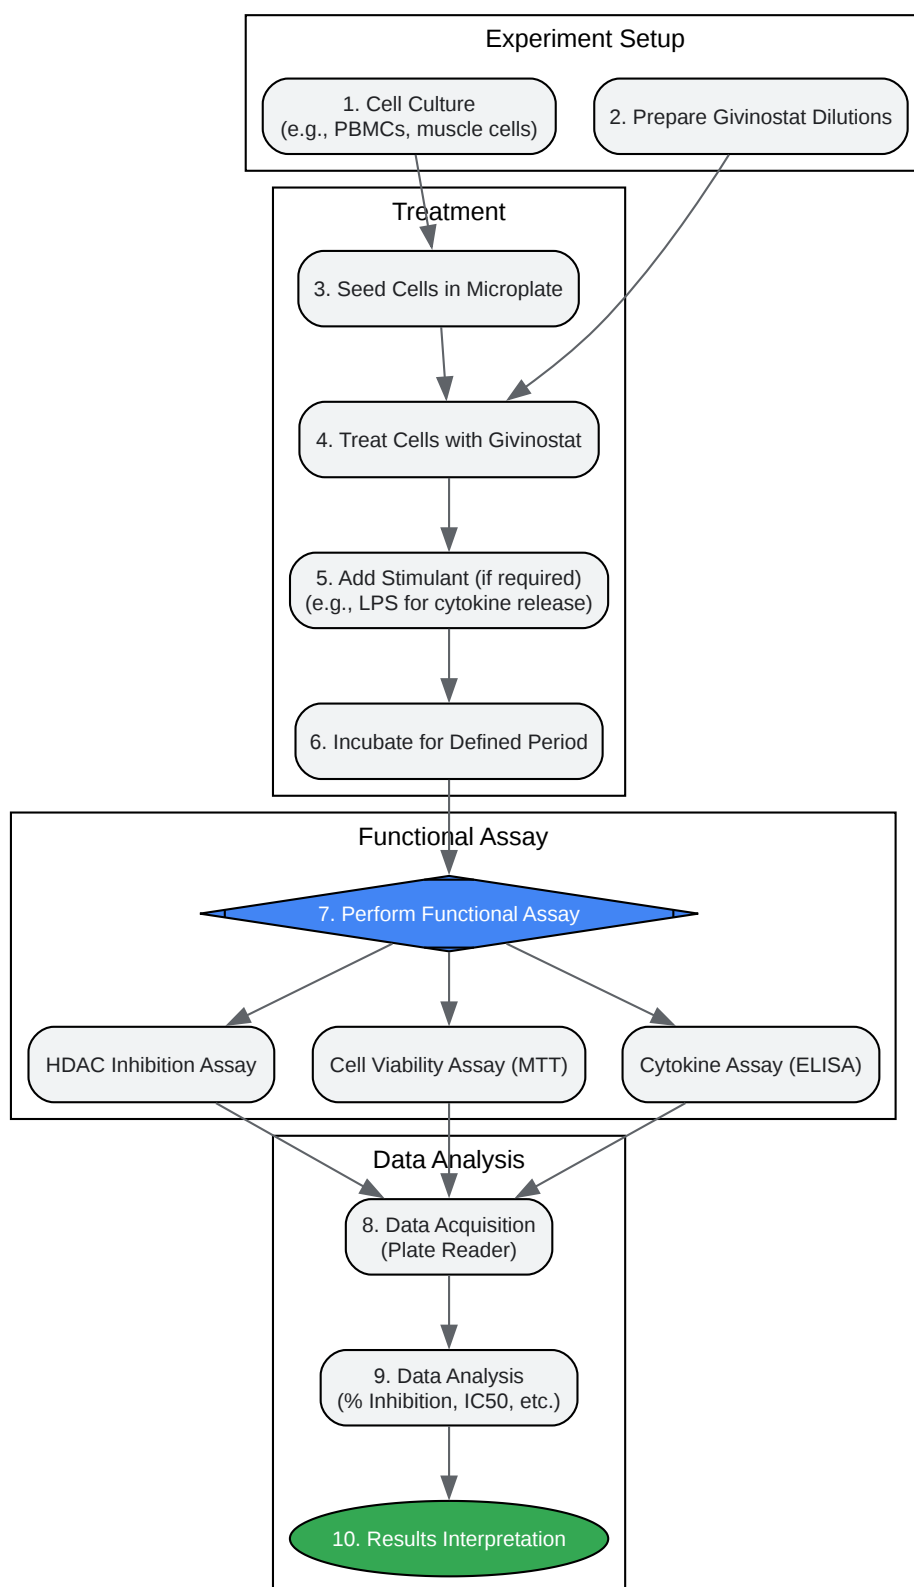 Experiment Setup
1. Cell Culture
(e.g., PBMCs, muscle cells)
2. Prepare Givinostat Dilutions
Treatment
3. Seed Cells in Microplate
4. Treat Cells with Givinostat
5. Add Stimulant (if required)
(e.g., LPS for cytokine release)
6. Incubate for Defined Period
Functional Assay
7. Perform Functional Assay
HDAC Inhibition Assay
Cell Viability Assay (MTT)
Cytokine Assay (ELISA)
Data Analysis
8. Data Acquisition
(Plate Reader)
9. Data Analysis
(% Inhibition, IC50, etc.)
10. Results Interpretation